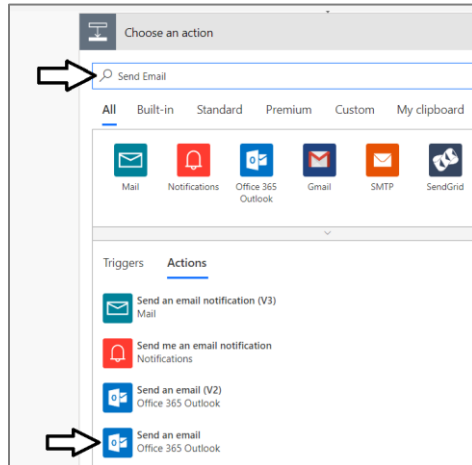 Choose an action
Send Email
All Built-in Standard Premium Custom My clipboard
Mail Notifications Office 365 Outlook Gmail SMTP SendGrid
Triggers Actions
Send an email notification (V3)
Mail
Send me an email notification
Notifications
Send an email (V2)
Office 365 Outlook
Send an email
Office 365 Outlook